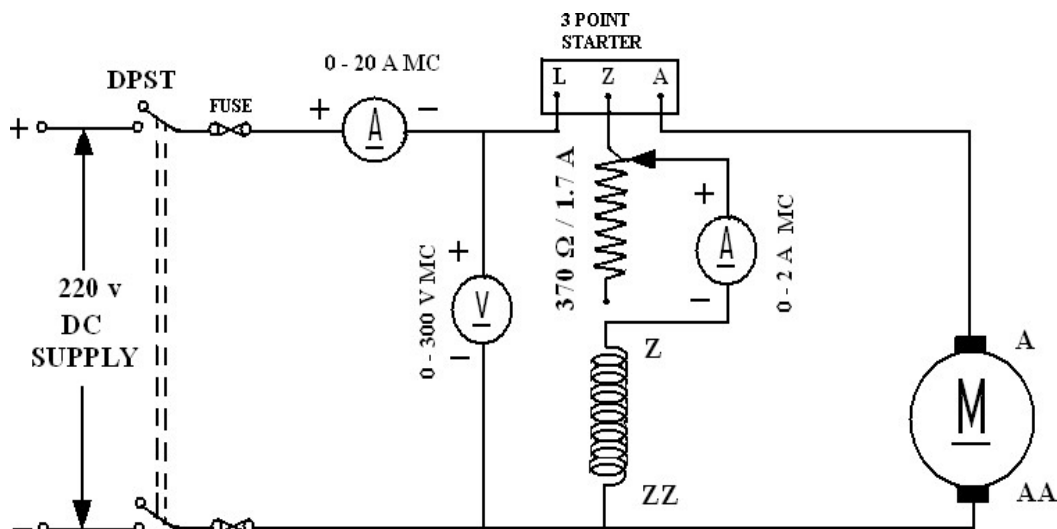 3 POINT
STARTER
0 - 20 A MC
L Z A
DPST
FUSE
+
+ -
A
370 Ω / 1.7 A
+
A
-
0 - 2 A MC
220 v
DC
SUPPLY
0 - 300 V MC
+
V
-
Z
A
M
ZZ
AA
-